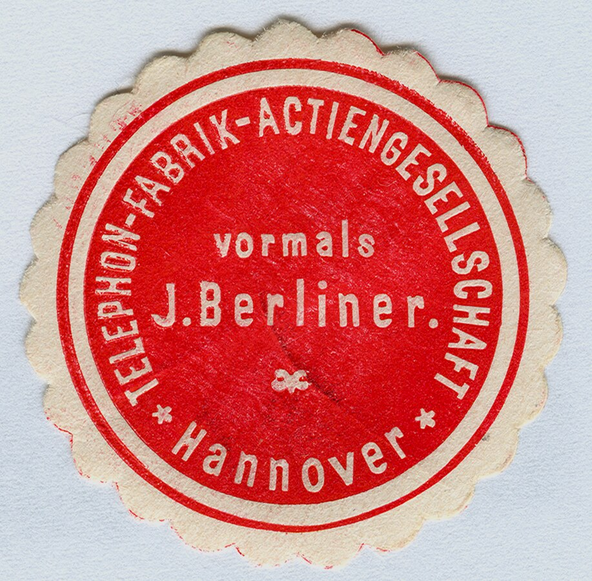 TELEPHON-FABRIK-ACTIENGESELLSCHAFT
vormals
J. Berliner.
* Hannover *